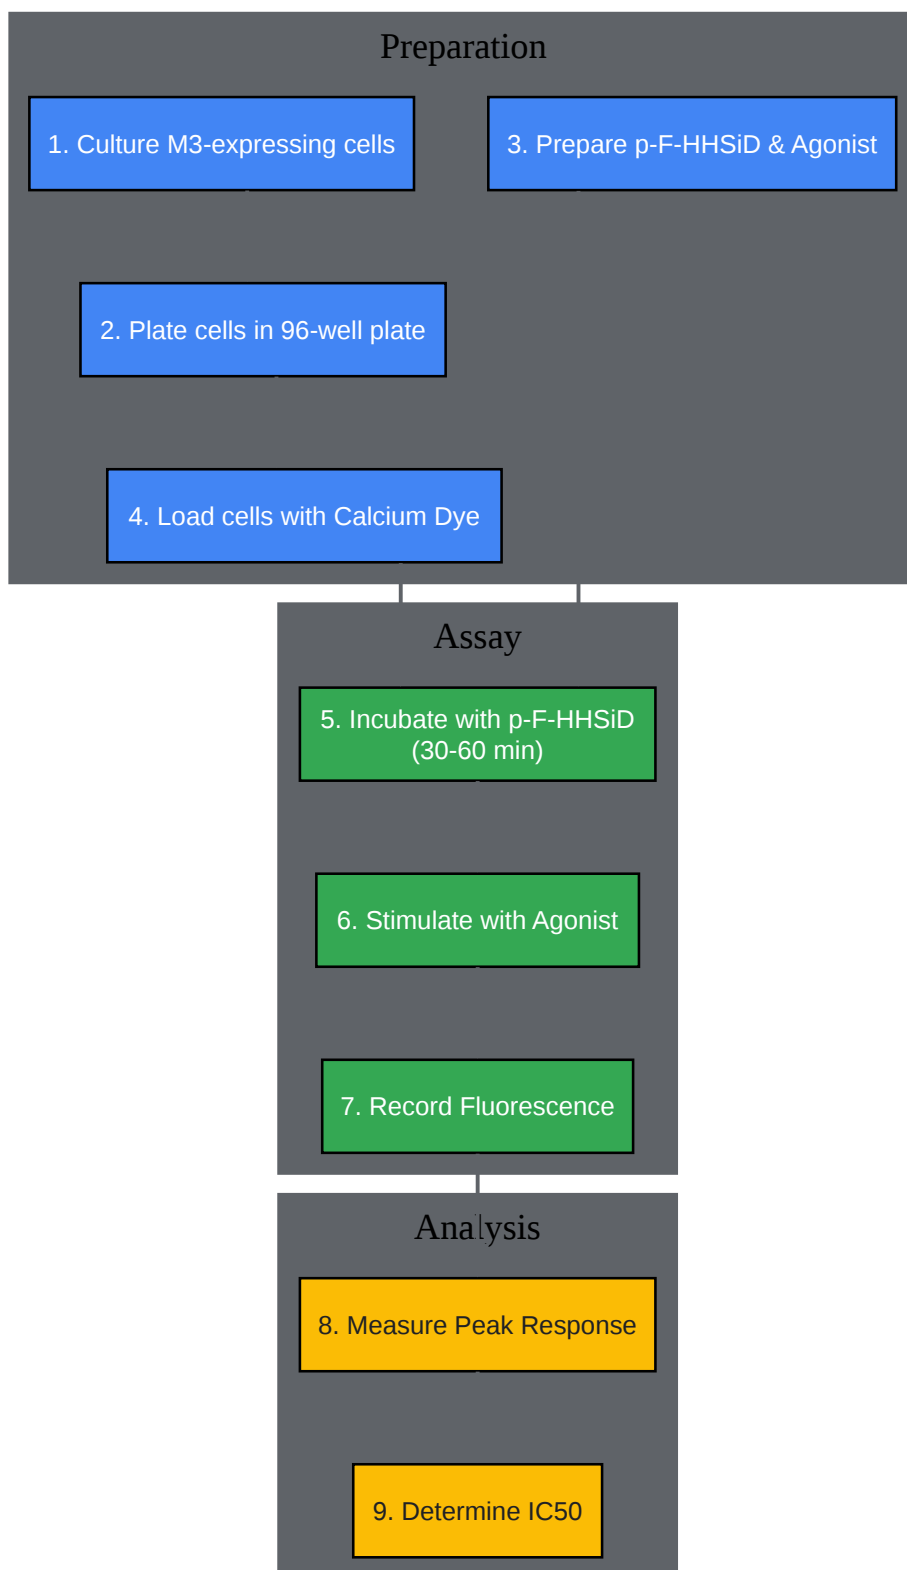 Preparation
1. Culture M3-expressing cells
3. Prepare p-F-HHSiD & Agonist
2. Plate cells in 96-well plate
4. Load cells with Calcium Dye
Assay
5. Incubate with p-F-HHSiD
(30-60 min)
6. Stimulate with Agonist
7. Record Fluorescence
Analysis
8. Measure Peak Response
9. Determine IC50